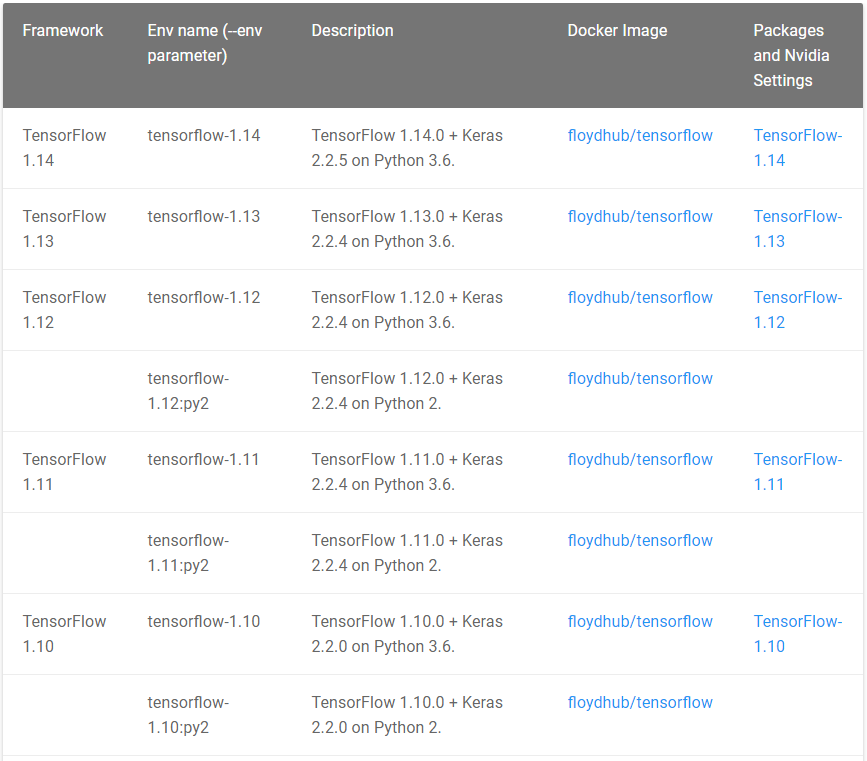 Framework
Env name (--env
parameter)
Description
Docker Image
Packages
and Nvidia
Settings
TensorFlow
1.14
tensorflow-1.14
TensorFlow 1.14.0 + Keras
2.2.5 on Python 3.6.
floydhub/tensorflow
TensorFlow-
1.14
TensorFlow
1.13
tensorflow-1.13
TensorFlow 1.13.0 + Keras
2.2.4 on Python 3.6.
floydhub/tensorflow
TensorFlow-
1.13
TensorFlow
1.12
tensorflow-1.12
TensorFlow 1.12.0 + Keras
2.2.4 on Python 3.6.
floydhub/tensorflow
TensorFlow-
1.12
tensorflow-
1.12:py2
TensorFlow 1.12.0 + Keras
2.2.4 on Python 2.
floydhub/tensorflow
TensorFlow
1.11
tensorflow-1.11
TensorFlow 1.11.0 + Keras
2.2.4 on Python 3.6.
floydhub/tensorflow
TensorFlow-
1.11
tensorflow-
1.11:py2
TensorFlow 1.11.0 + Keras
2.2.4 on Python 2.
floydhub/tensorflow
TensorFlow
1.10
tensorflow-1.10
TensorFlow 1.10.0 + Keras
2.2.0 on Python 3.6.
floydhub/tensorflow
TensorFlow-
1.10
tensorflow-
1.10:py2
TensorFlow 1.10.0 + Keras
2.2.0 on Python 2.
floydhub/tensorflow